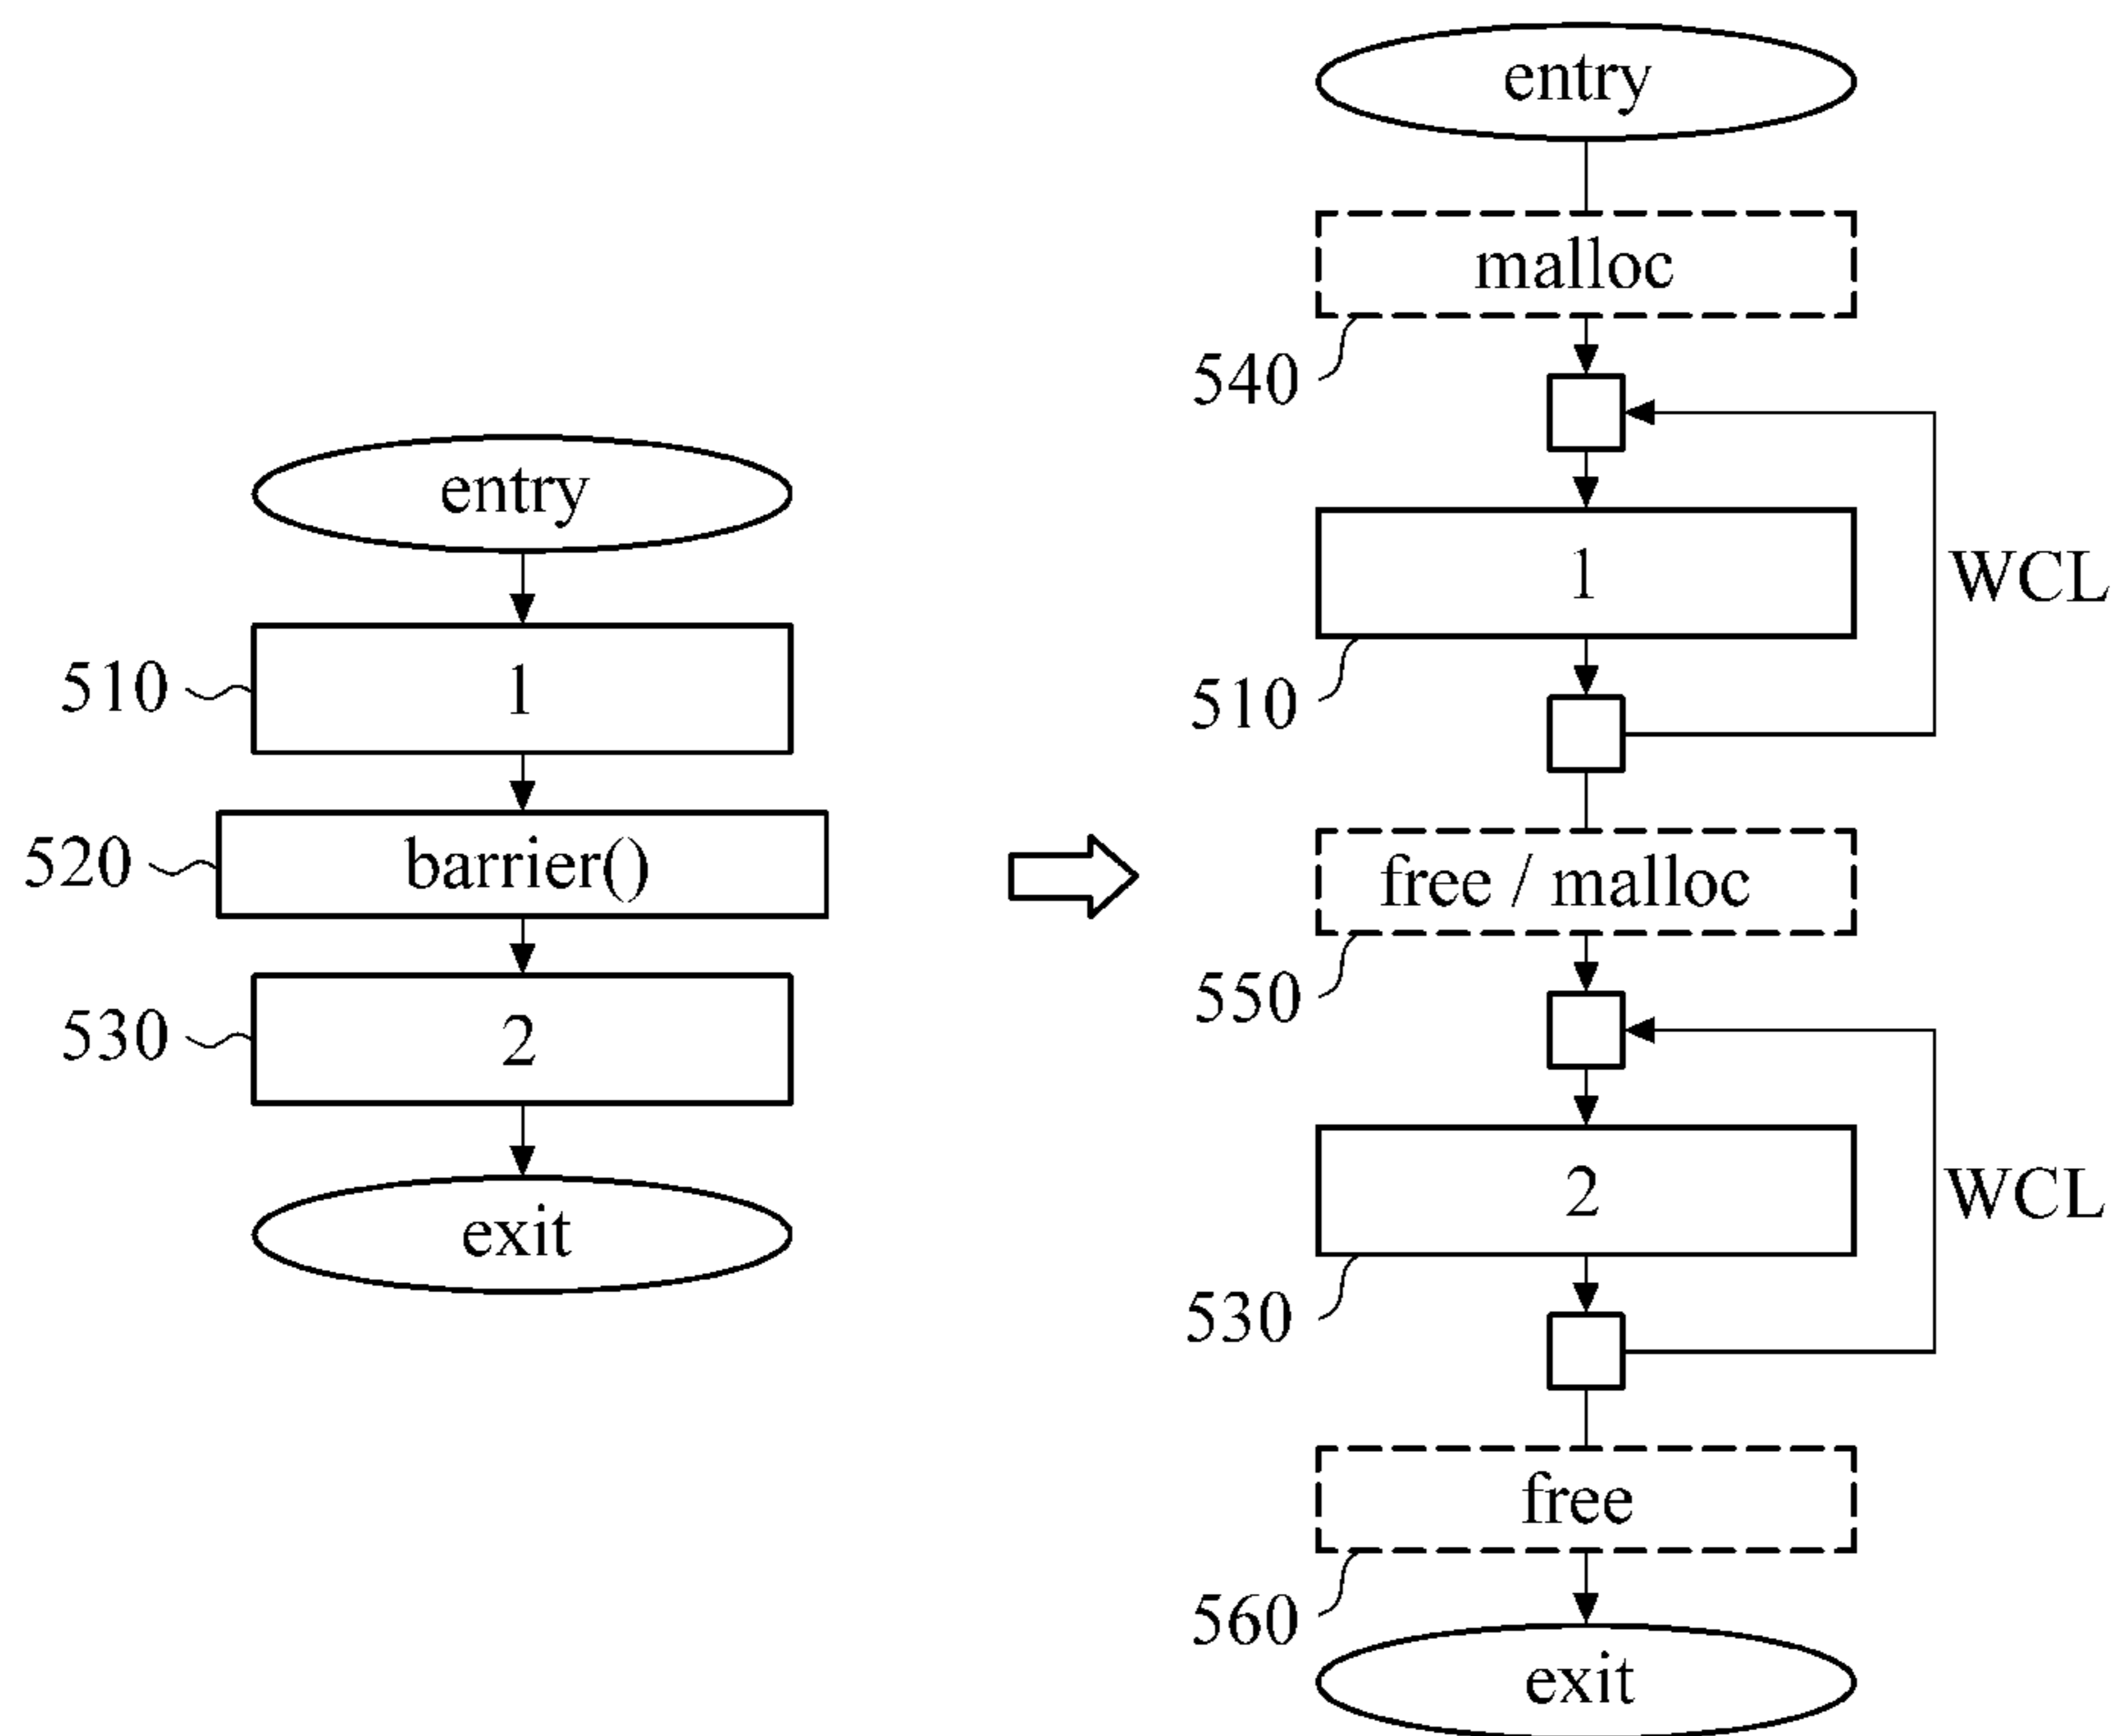 entry
510
1
520
barrier()
530
2
exit
entry
malloc
540
1
WCL
510
free / malloc
550
2
WCL
530
free
560
exit